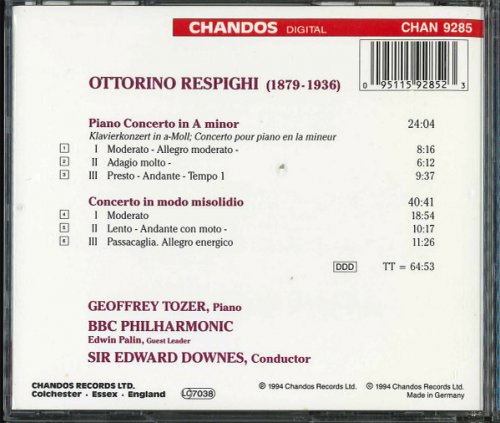 CHANDOS DIGITAL CHAN 9285
0 95115 92852 3
OTTORINO RESPIGHI (1879-1936)
Piano Concerto in A minor 24:04
Klavierkonzert in a-Moll; Concerto pour piano en la mineur
1 I Moderato - Allegro moderato - 8:16
2 II Adagio molto - 6:12
3 III Presto - Andante - Tempo 1 9:37
Concerto in modo misolidio 40:41
4 I Moderato 18:54
5 II Lento - Andante con moto - 10:17
6 III Passacaglia. Allegro energico 11:26
DDD TT = 64:53
GEOFFREY TOZER, Piano
BBC PHILHARMONIC
Edwin Palin, Guest Leader
SIR EDWARD DOWNES, Conductor
CHANDOS RECORDS LTD.
Colchester · Essex · England
LC 7038
℗ 1994 Chandos Records Ltd. © 1994 Chandos Records Ltd.
Made in Germany